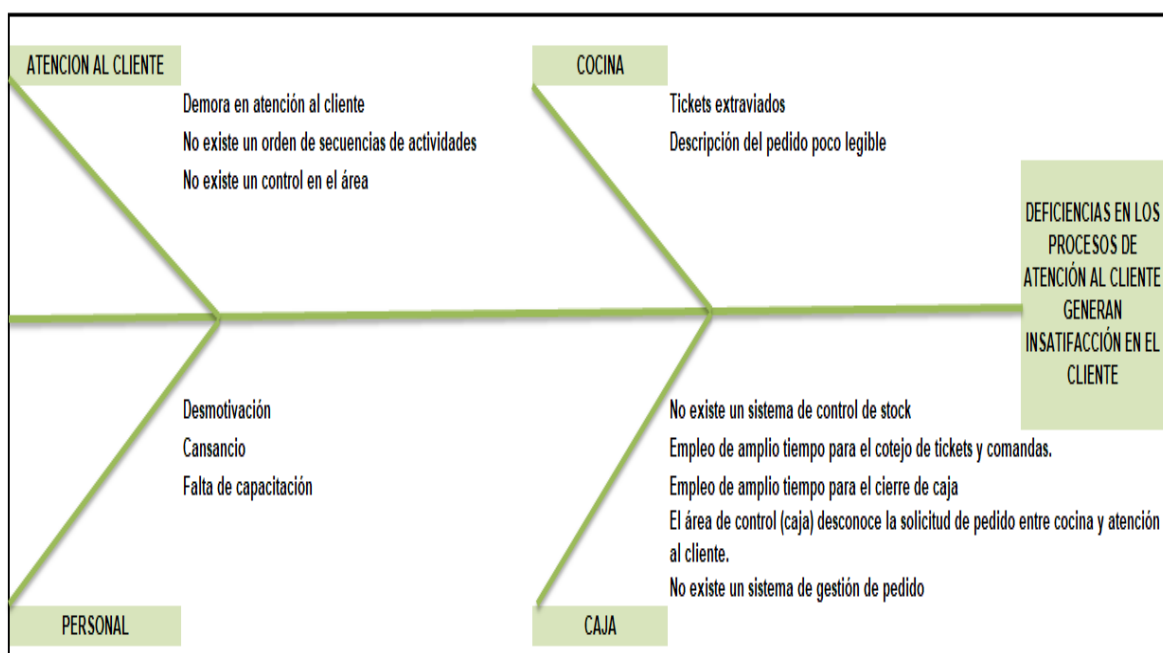 ATENCION AL CLIENTE
Demora en atención al cliente
No existe un orden de secuencias de actividades
No existe un control en el área
COCINA
Tickets extraviados
Descripción del pedido poco legible
DEFICIENCIAS EN LOS
PROCESOS DE
ATENCIÓN AL CLIENTE
GENERAN
INSATIFACCIÓN EN EL
CLIENTE
Desmotivación
Cansancio
Falta de capacitación
PERSONAL
No existe un sistema de control de stock
Empleo de amplio tiempo para el cotejo de tickets y comandas.
Empleo de amplio tiempo para el cierre de caja
El área de control (caja) desconoce la solicitud de pedido entre cocina y atención
al cliente.
No existe un sistema de gestión de pedido
CAJA